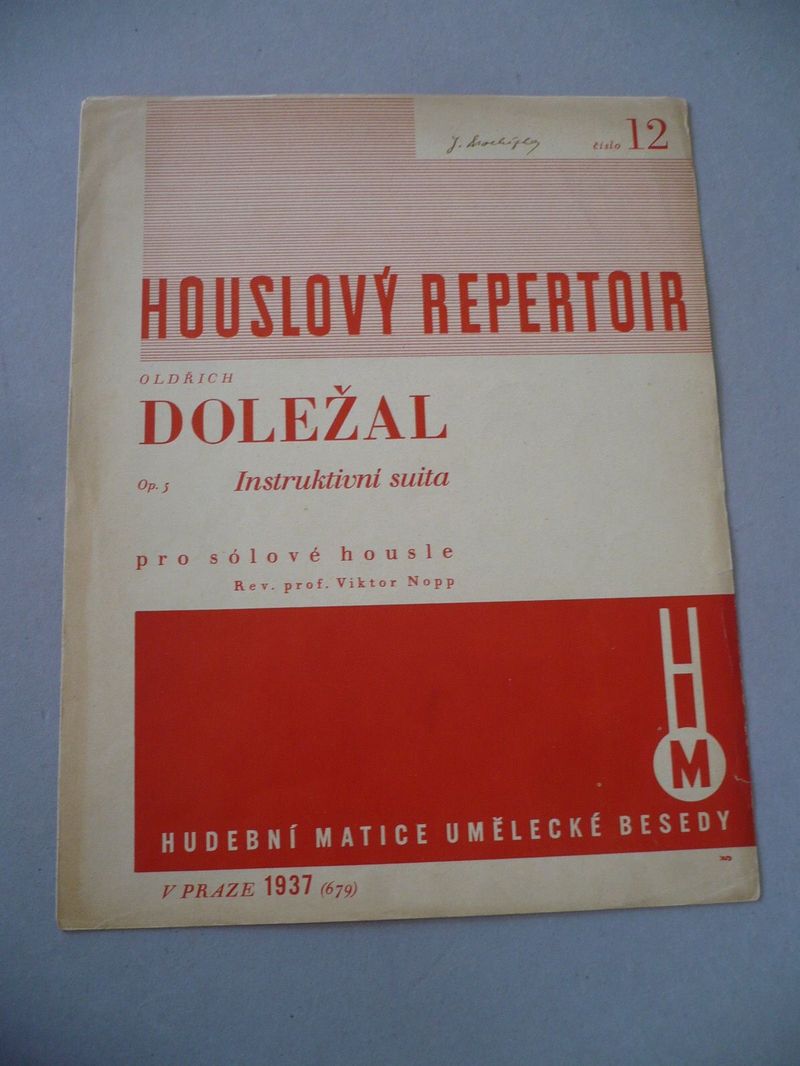 číslo 12
HOUSLOVÝ REPERTOIR
OLDŘICH
DOLEŽAL
Op. 5 Instruktivní suita
pro sólové housle
Rev. prof. Viktor Nopp
H
M
HUDEBNÍ MATICE UMĚLECKÉ BESEDY
V PRAZE 1937 (679)